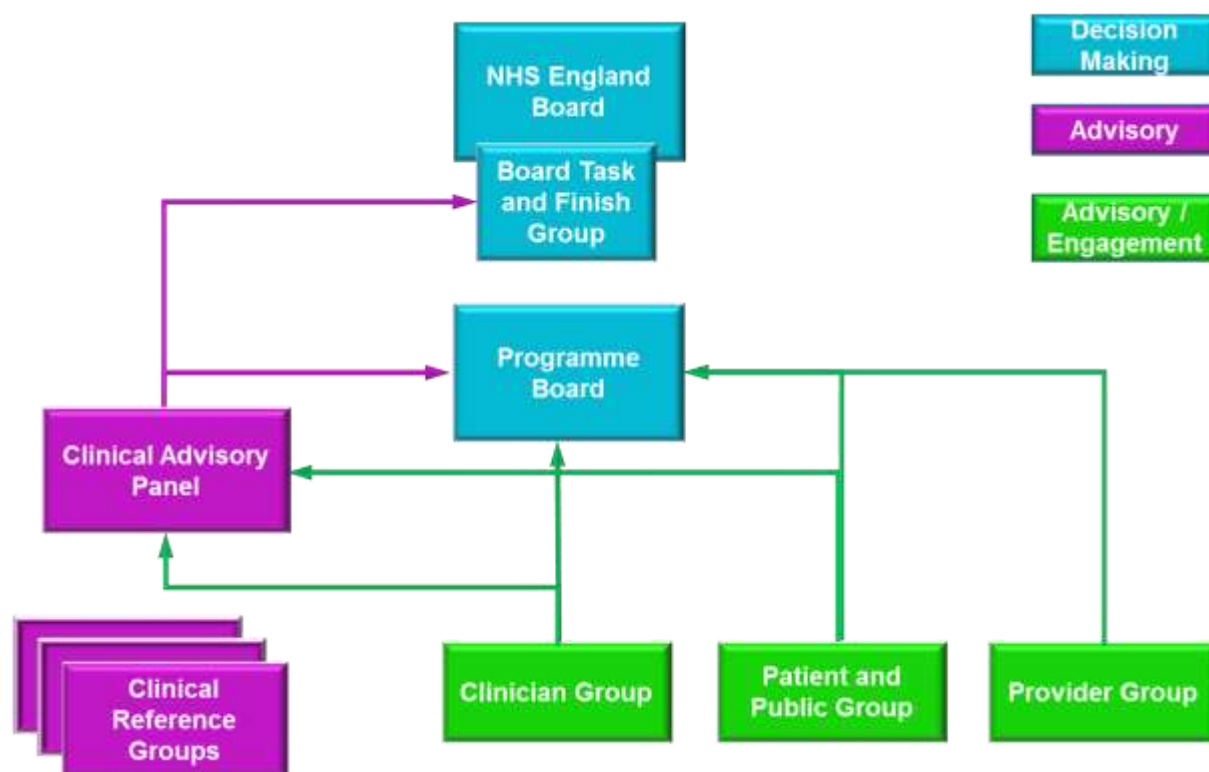 NHS England
Board
Board Task
and Finish
Group
Decision
Making
Advisory
Advisory /
Engagement
Programme
Board
Clinical Advisory
Panel
Clinical
Reference
Groups
Clinician Group
Patient and
Public Group
Provider Group